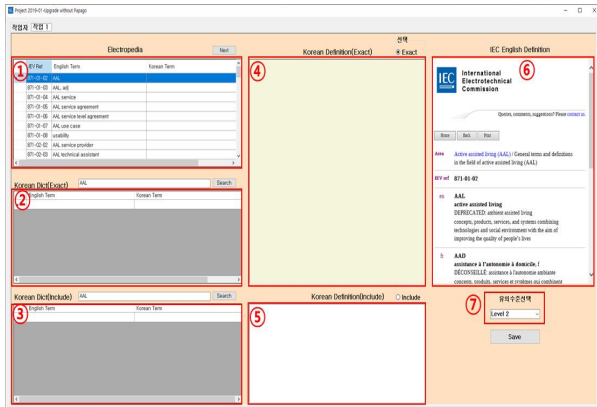 Project 2019-01-Upgrade without Papago
작업자 작업 1
선택
Electropedia Next
Korean Definition(Exact) Exact
IEC English Definition
①
IEV Ref English Term Korean Term
871-01-02 AAL
871-01-03 AAL, adj
871-01-04 AAL service
871-01-05 AAL service agreement
871-01-06 AAL service level agreement
871-01-07 AAL use case
871-01-08 usability
871-02-02 AAL service provider
871-02-03 AAL technical assistant
④
⑥
IEC
International
Electrotechnical
Commission
Queries, comments, suggestions? Please contact us.
Home Back Print
Area Active assisted living (AAL) / General terms and definitions
in the field of active assisted living (AAL)
IEV ref 871-01-02
en AAL
active assisted living
DEPRECATED: ambient assisted living
concepts, products, services, and systems combining
technologies and social environment with the aim of
improving the quality of people's lives
fr AAD
assistance à l'autonomie à domicile, f
DÉCONSEILLÉ: assistance à l'autonomie ambiante
concepts, produits, services et systèmes qui combinent
Korean Dict(Exact) AAL Search
②
English Term Korean Term
Korean Dict(Include) AAL Search
③
English Term Korean Term
Korean Definition(Include) Include
⑤
⑦
유의수준선택
Level 2
Save